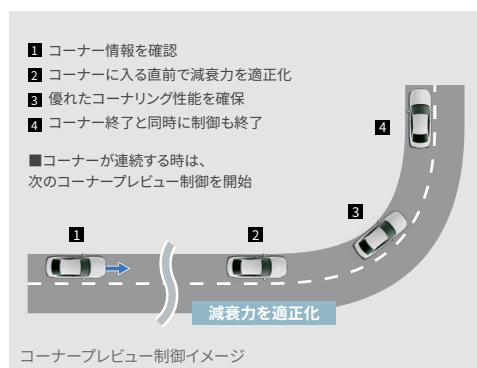 1 コーナー情報を確認
2 コーナーに入る直前で減衰力を適正化
3 優れたコーナリング性能を確保
4 コーナー終了と同時に制御も終了
■コーナーが連続する時は、
次のコーナープレビュー制御を開始
4
3
1
2
減衰力を適正化
コーナープレビュー制御イメージ